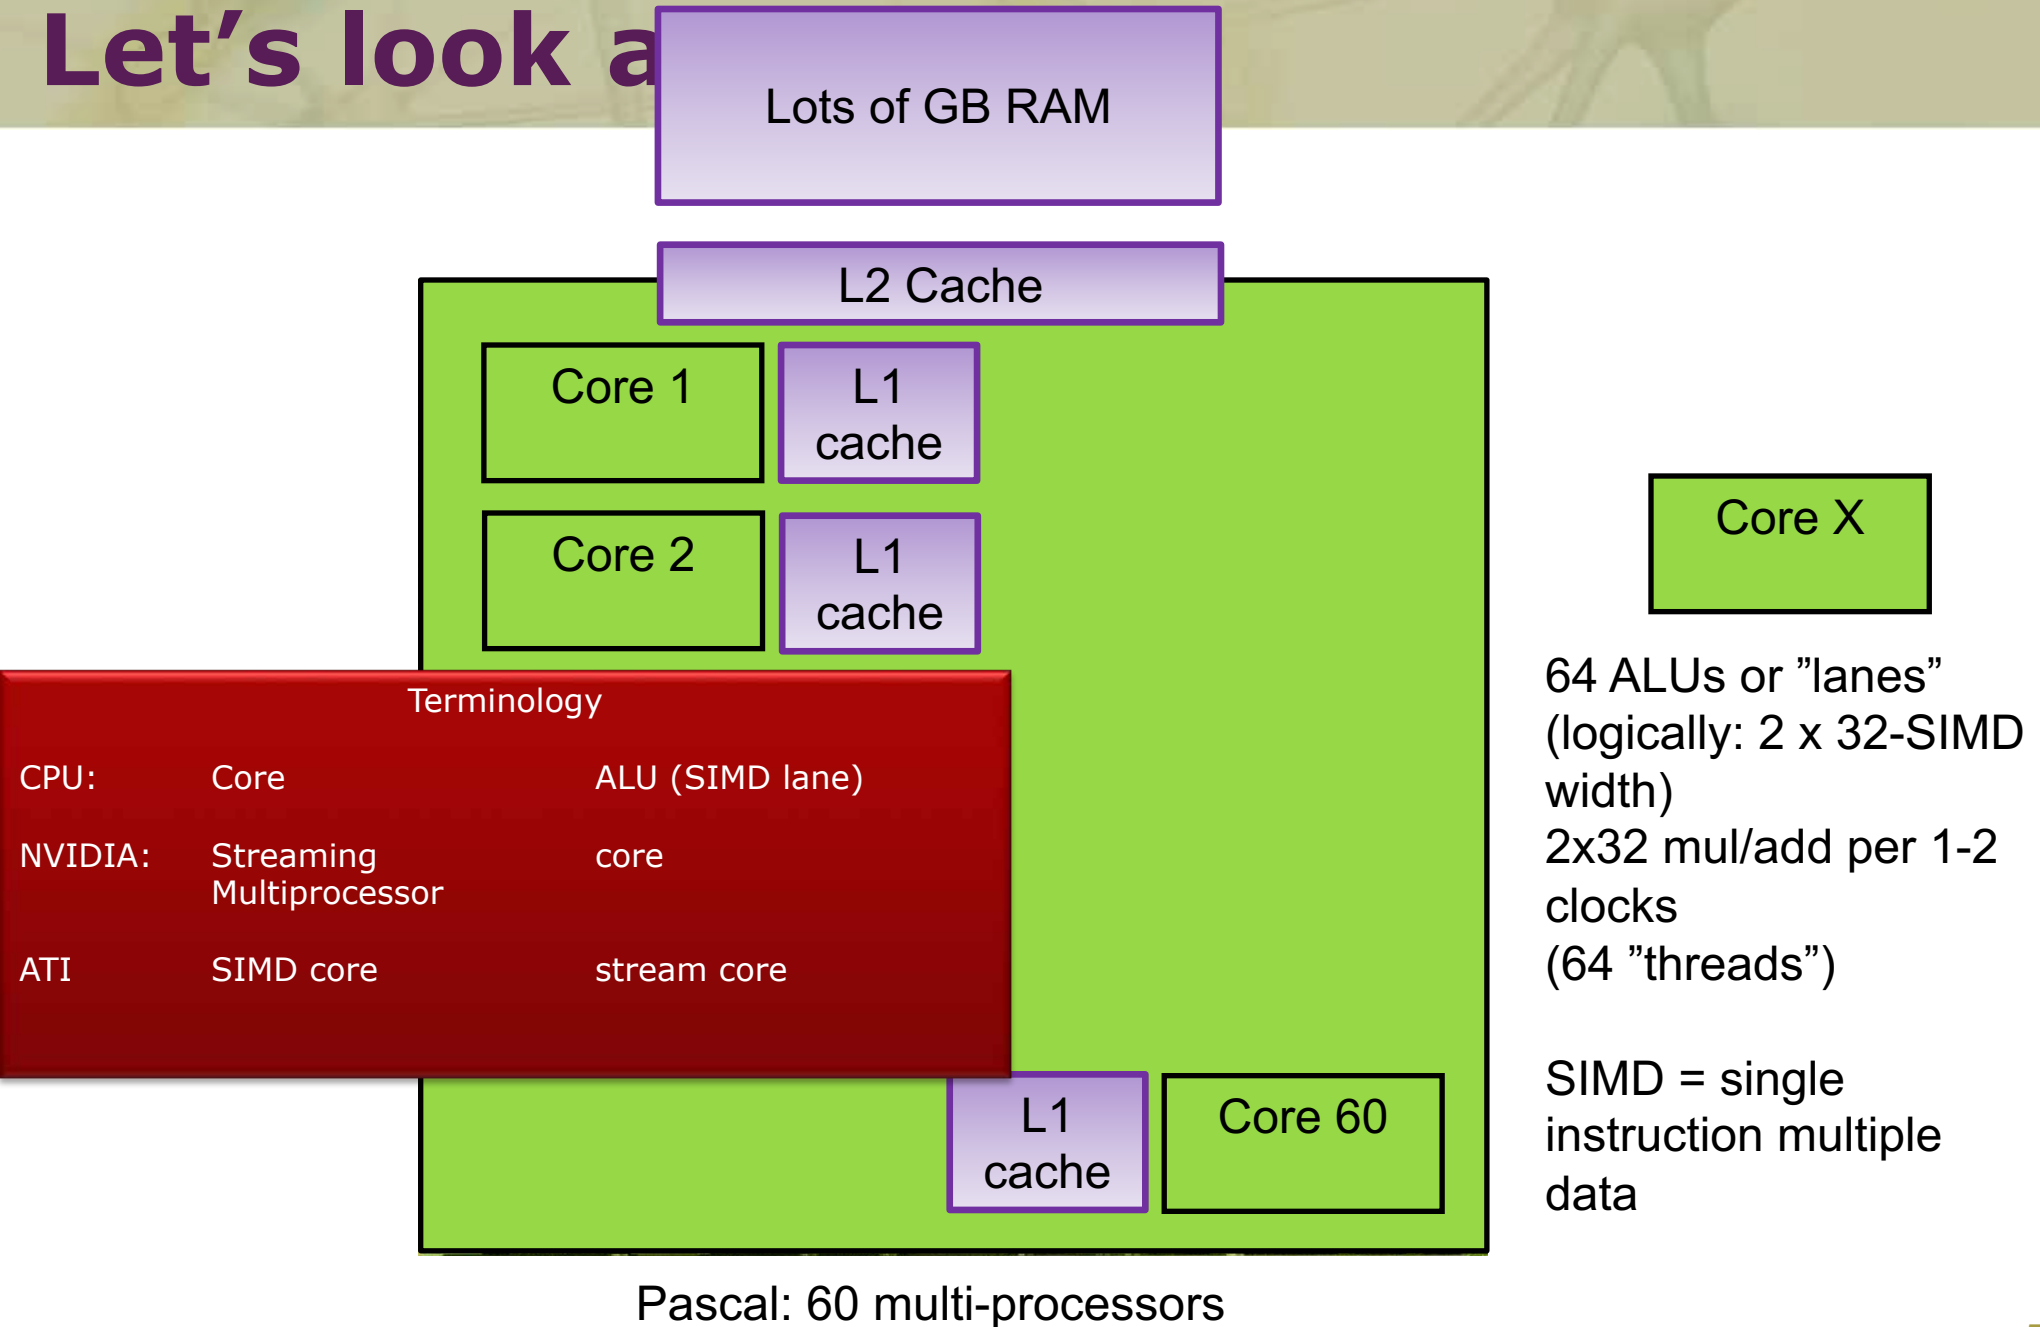 Let’s look a
Lots of GB RAM
L2 Cache
Core 1
L1
cache
Core 2
L1
cache
Core X
64 ALUs or ”lanes”
(logically: 2 x 32-SIMD
width)
2x32 mul/add per 1-2
clocks
(64 ”threads”)
SIMD = single
instruction multiple
data
Terminology
CPU: Core ALU (SIMD lane)
NVIDIA: Streaming core
Multiprocessor
ATI SIMD core stream core
L1
cache
Core 60
Pascal: 60 multi-processors